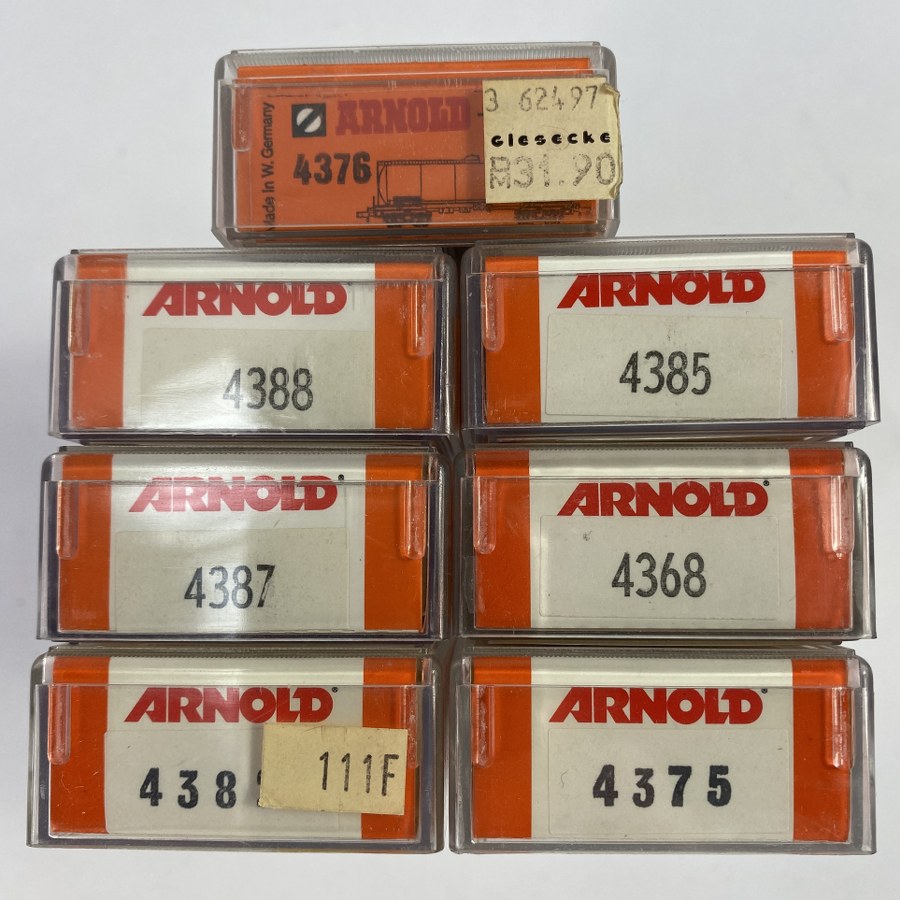 Made in W. Germany
ARNOLD
4376
3 62497
Giesecke
DM31.90
ARNOLD
4388
ARNOLD
4385
ARNOLD
4387
ARNOLD
4368
ARNOLD
438
111F
ARNOLD
4375